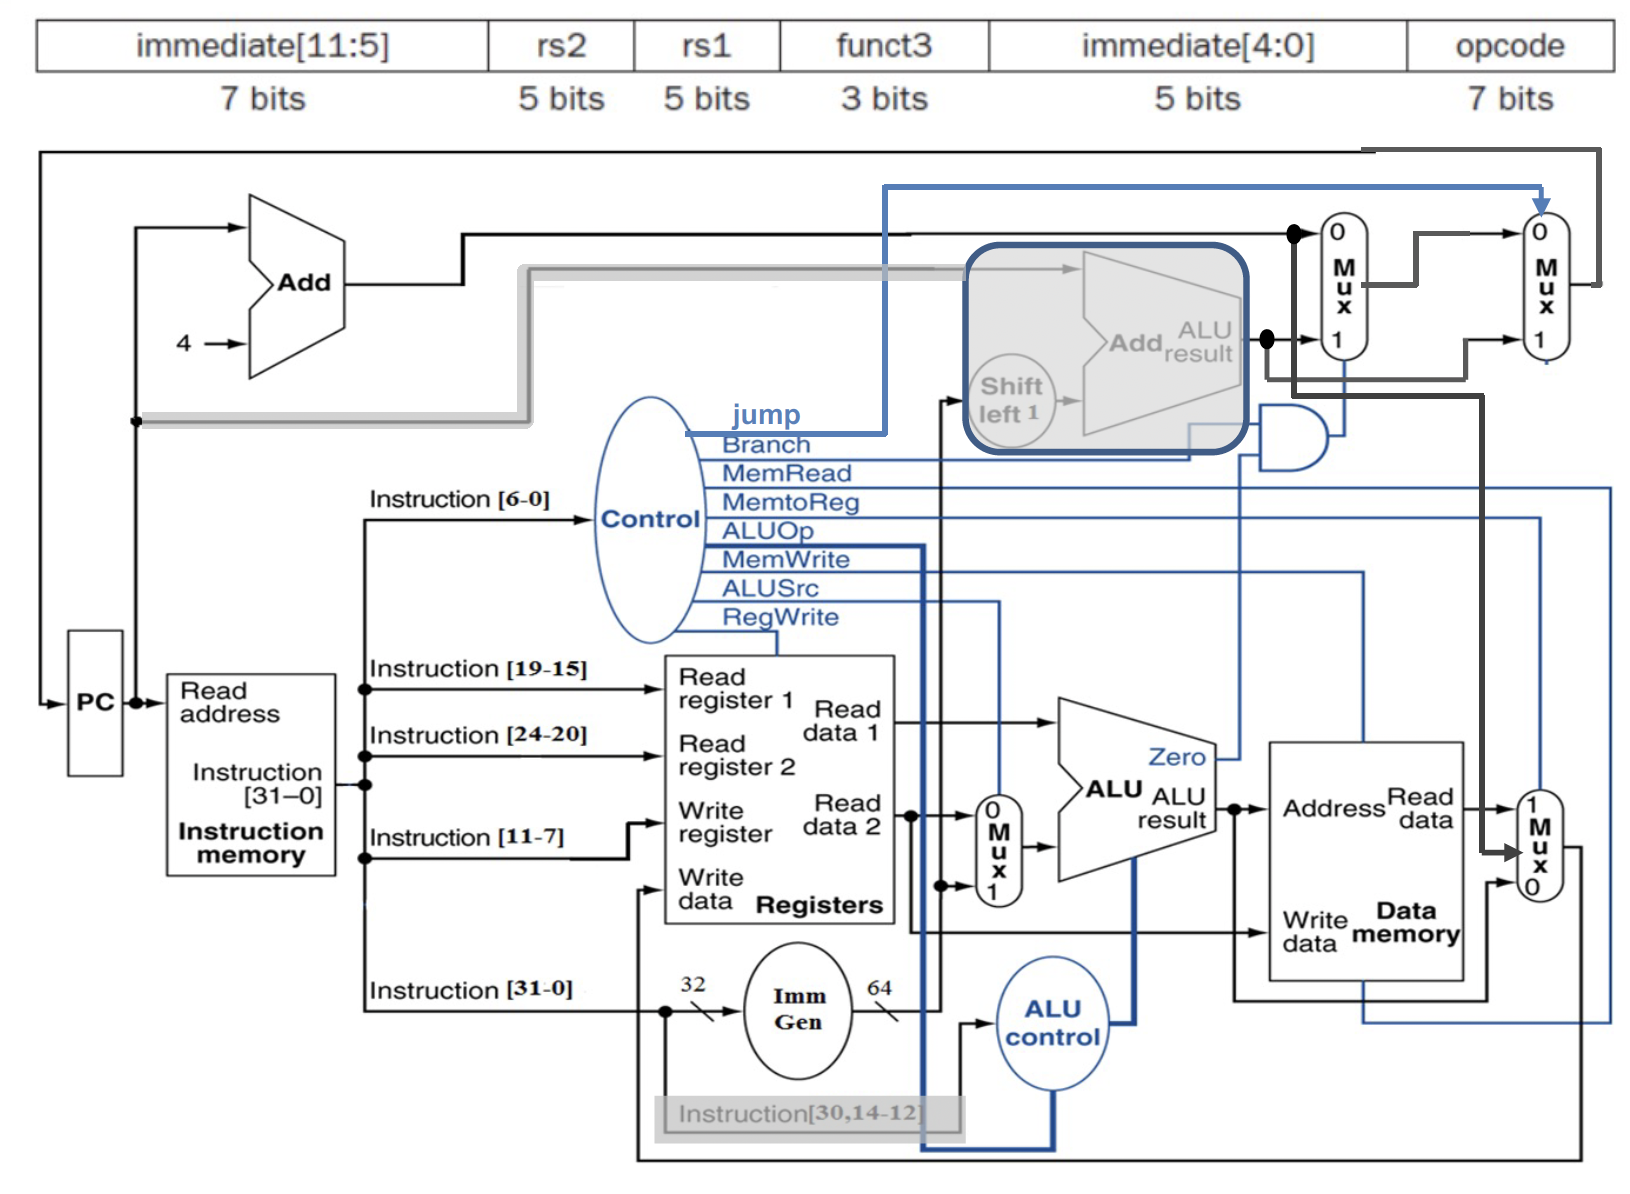 immediate[11:5] rs2 rs1 funct3 immediate[4:0] opcode
7 bits 5 bits 5 bits 3 bits 5 bits 7 bits
Add
4
Shift
left 1
Add
ALU
result
0
M
u
x
1
0
M
u
x
1
jump
Branch
MemRead
MemtoReg
ALUOp
MemWrite
ALUSrc
RegWrite
Control
Instruction [6-0]
Instruction [19-15]
Instruction [24-20]
Instruction [11-7]
Instruction [31-0]
PC
Read
address
Instruction
[31–0]
Instruction
memory
Read
register 1
Read
register 2
Write
register
Write
data
Read
data 1
Read
data 2
Registers
0
M
u
x
1
Zero
ALU
ALU
result
Address
Read
data
Write
data
Data
memory
1
M
u
x
0
32
Imm
Gen
64
ALU
control
Instruction[30,14-12]